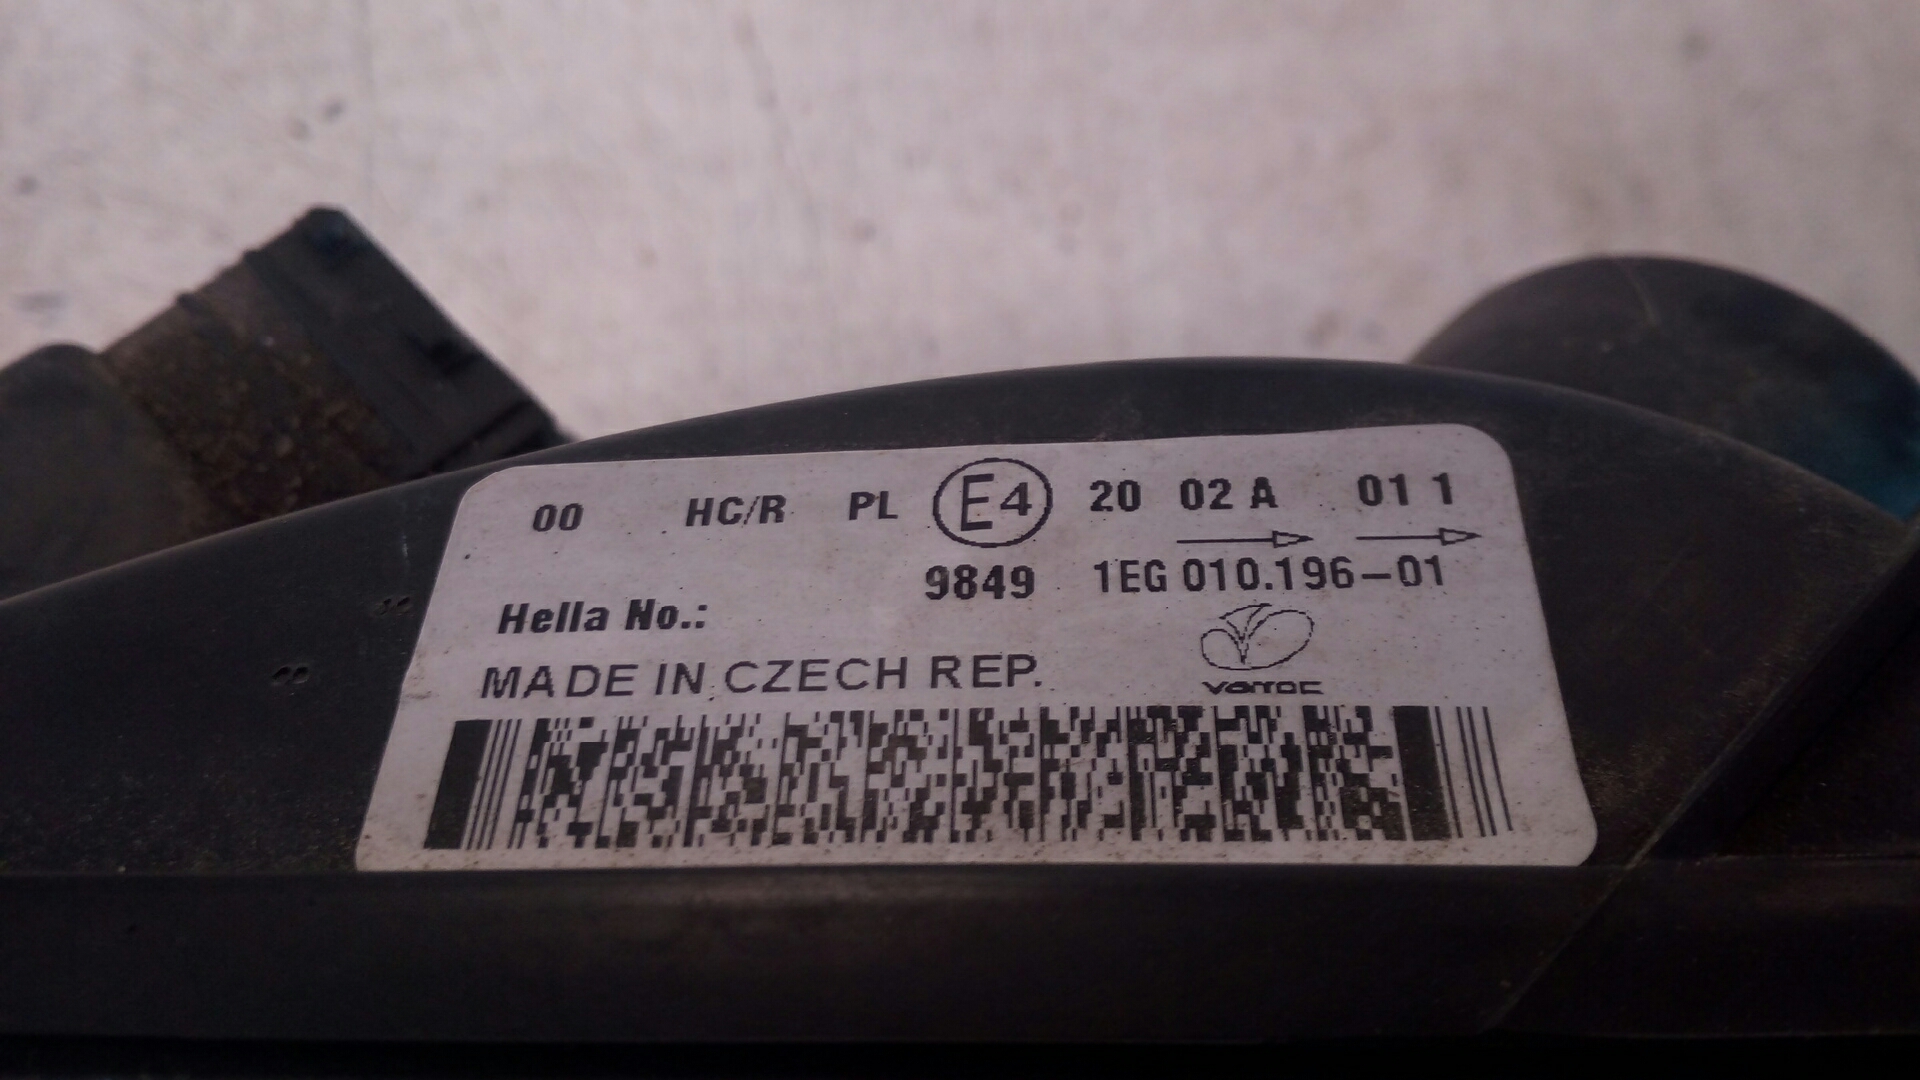 00 HC/R PL E4 20 02 A 01 1
9849 1EG 010.196-01
Hella No.:
MADE IN CZECH REP.
varroc